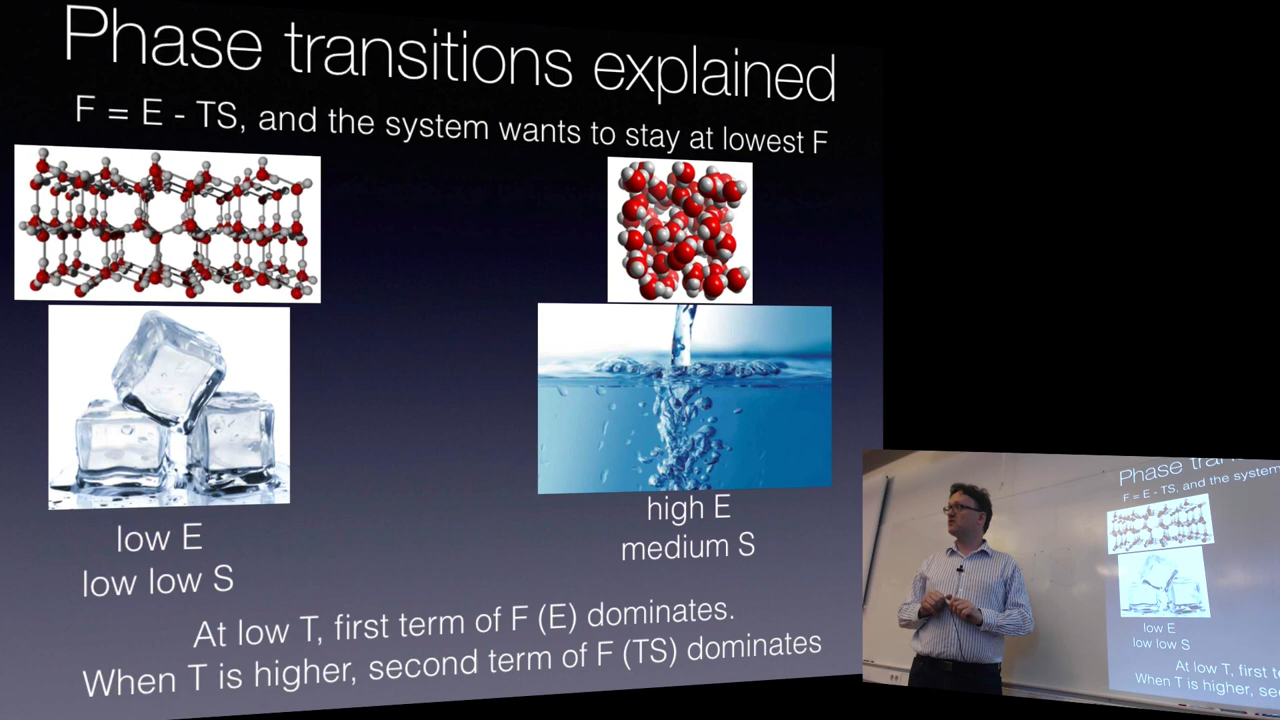 Phase transitions explained
F = E - TS, and the system wants to stay at lowest F
low E
low low S
high E
medium S
At low T, first term of F (E) dominates.
When T is higher, second term of F (TS) dominates
Phase
F = E - TS, and the system
low E
low low S
At low T, first
When T is higher,